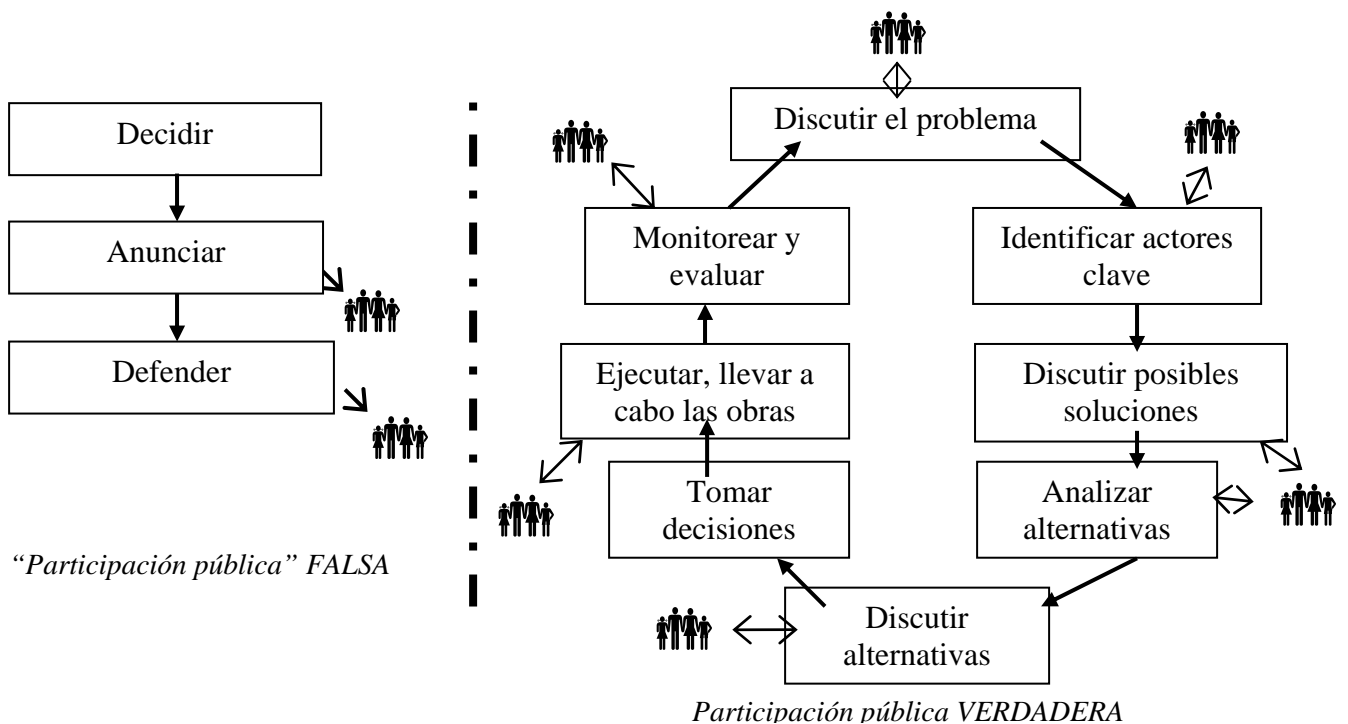 Decidir
Anunciar
Defender
“Participación pública” FALSA
Discutir el problema
Identificar actores
clave
Discutir posibles
soluciones
Analizar
alternativas
Discutir
alternativas
Tomar
decisiones
Ejecutar, llevar a
cabo las obras
Monitorear y
evaluar
Participación pública VERDADERA